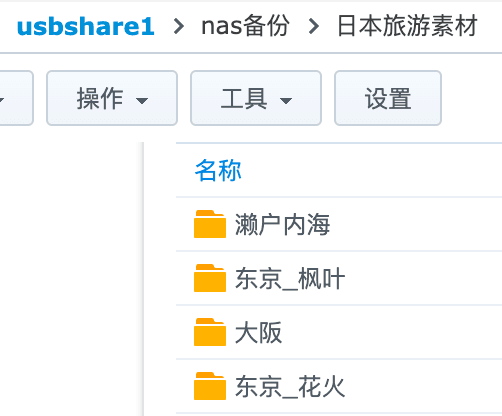 usbshare1 > nas备份 > 日本旅游素材
操作 工具 设置
名称
濑户内海
东京_枫叶
大阪
东京_花火